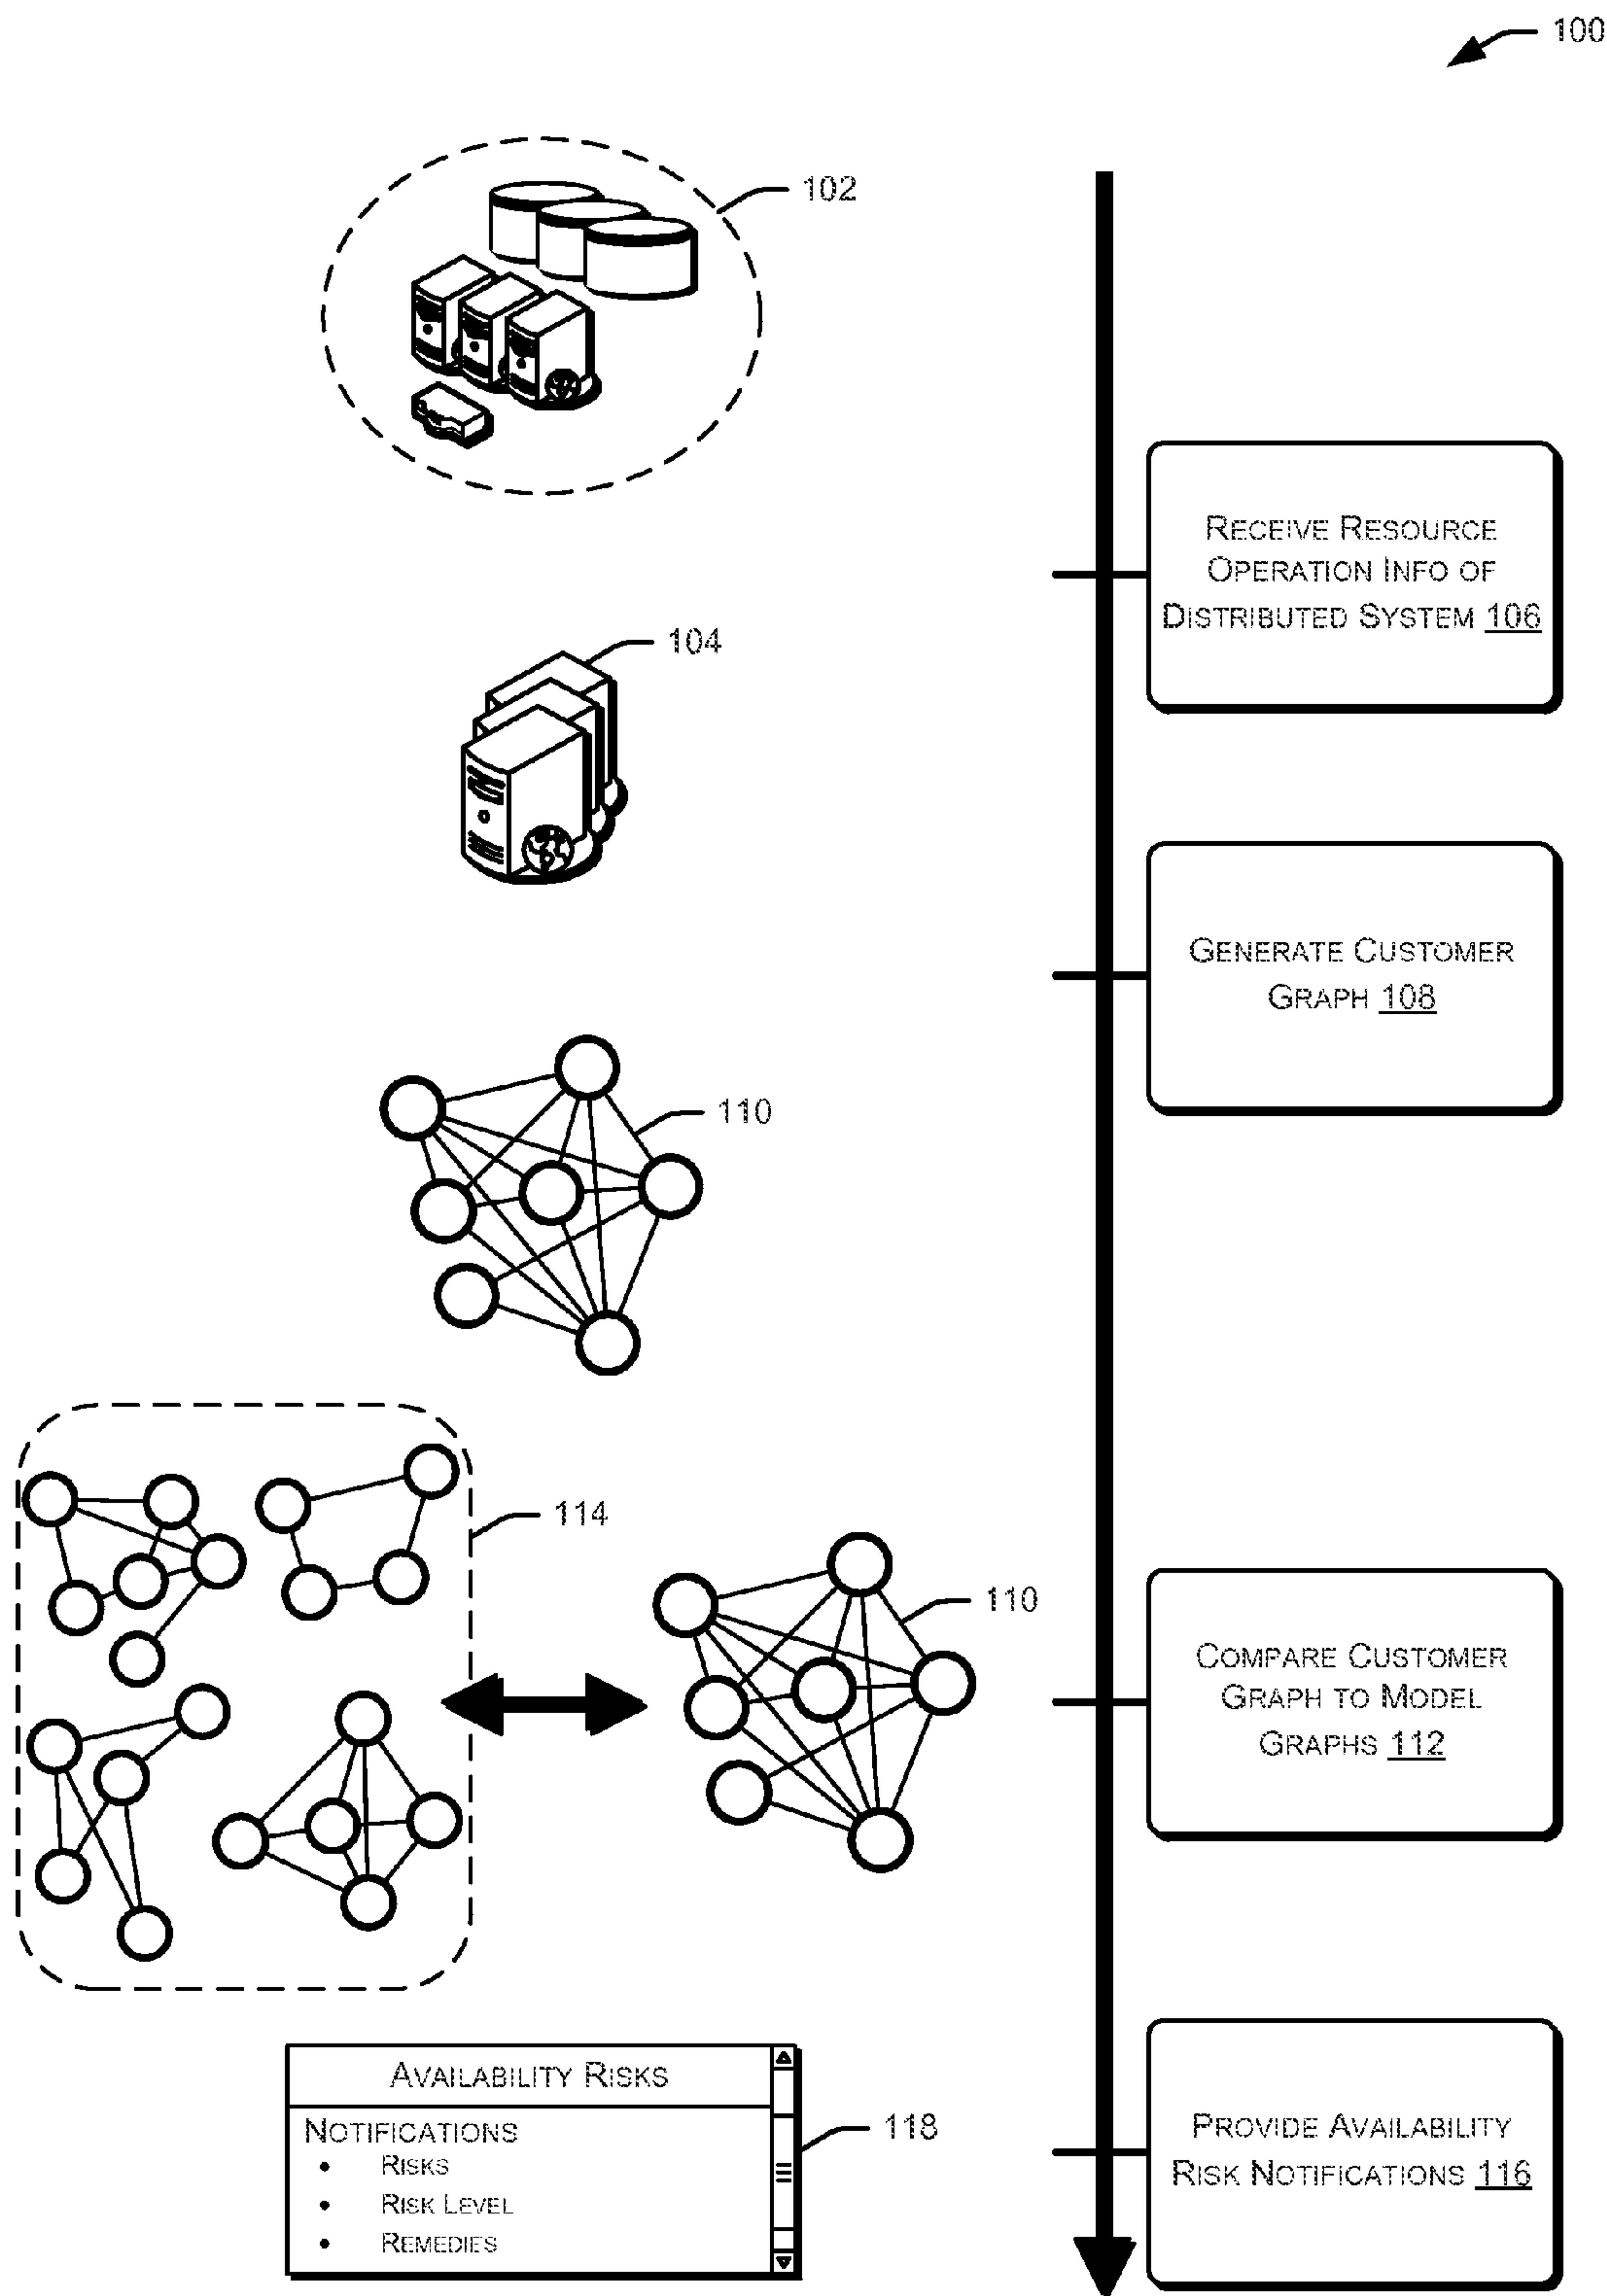 100
102
RECEIVE RESOURCE
OPERATION INFO OF
DISTRIBUTED SYSTEM 106
104
GENERATE CUSTOMER
GRAPH 108
110
114
110
COMPARE CUSTOMER
GRAPH TO MODEL
GRAPHS 112
AVAILABILITY RISKS
NOTIFICATIONS
• RISKS
• RISK LEVEL
• REMEDIES
118
PROVIDE AVAILABILITY
RISK NOTIFICATIONS 116